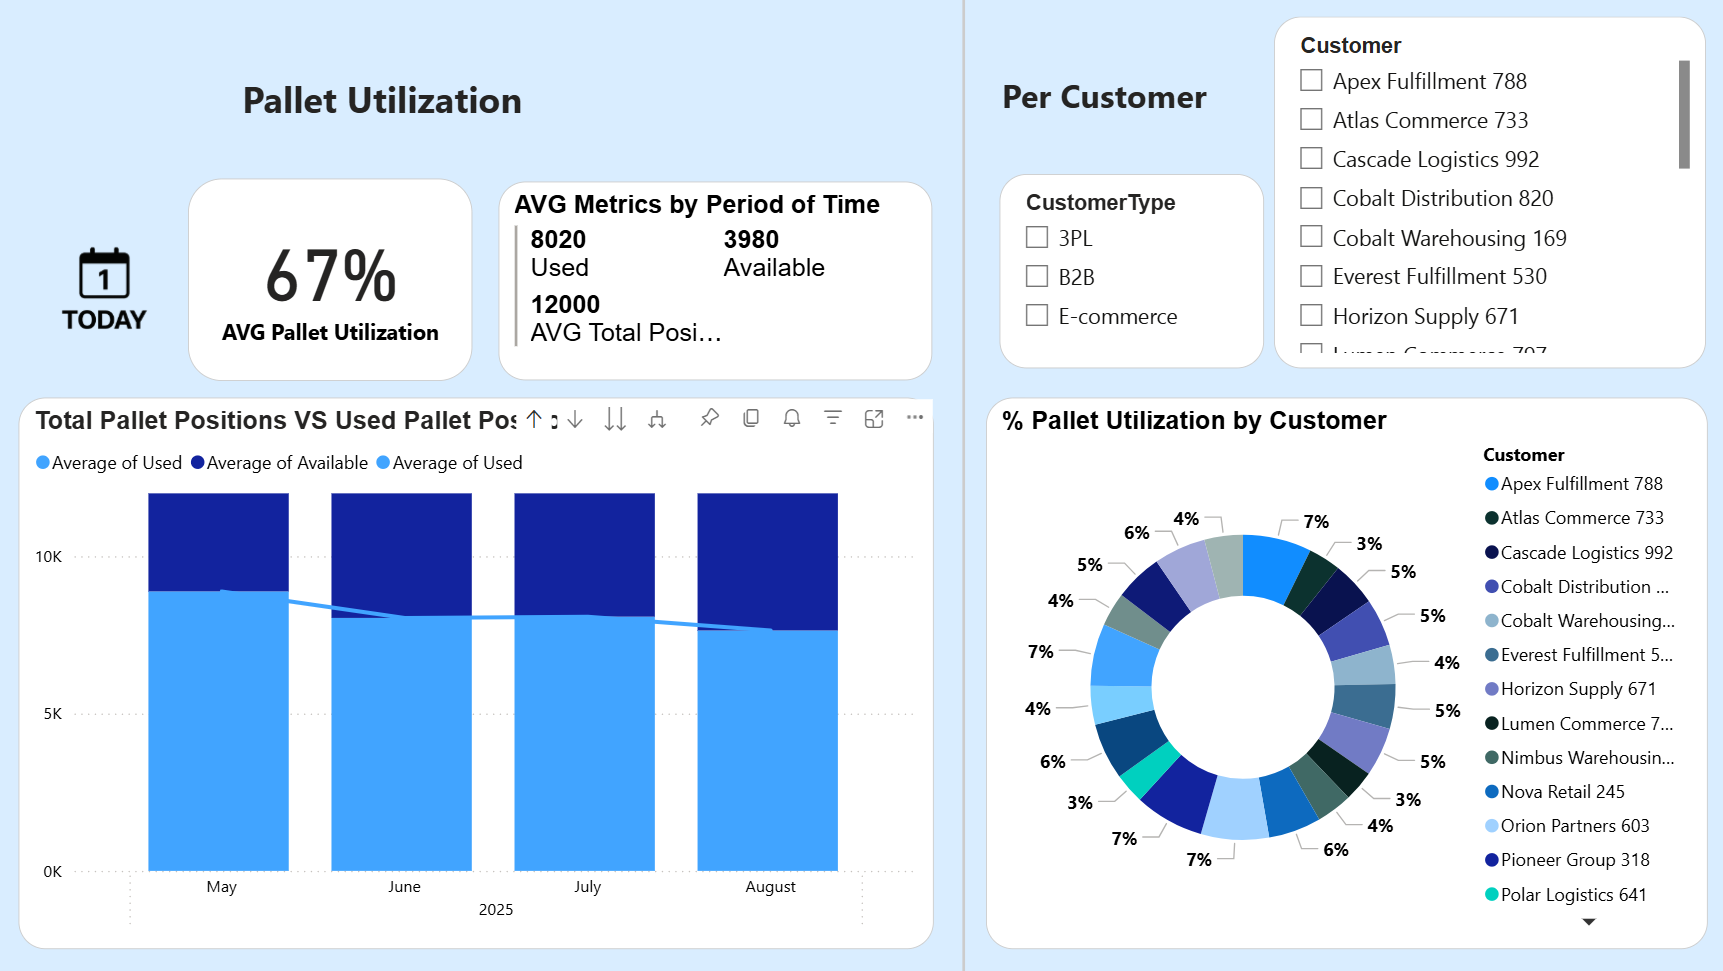 Pallet Utilization
1
TODAY
67%
AVG Pallet Utilization
AVG Metrics by Period of Time
8020
Used
3980
Available
12000
AVG Total Posi...
Total Pallet Positions VS Used Pallet Pos
Average of Used
Average of Available
Average of Used
10K
5K
0K
May
June
July
August
2025
Per Customer
CustomerType
3PL
B2B
E-commerce
Customer
Apex Fulfillment 788
Atlas Commerce 733
Cascade Logistics 992
Cobalt Distribution 820
Cobalt Warehousing 169
Everest Fulfillment 530
Horizon Supply 671
Lumen Commerce 797
% Pallet Utilization by Customer
7%
3%
5%
5%
4%
5%
5%
3%
4%
6%
7%
7%
3%
6%
4%
7%
4%
5%
6%
4%
Customer
Apex Fulfillment 788
Atlas Commerce 733
Cascade Logistics 992
Cobalt Distribution ...
Cobalt Warehousing...
Everest Fulfillment 5...
Horizon Supply 671
Lumen Commerce 7...
Nimbus Warehousin...
Nova Retail 245
Orion Partners 603
Pioneer Group 318
Polar Logistics 641